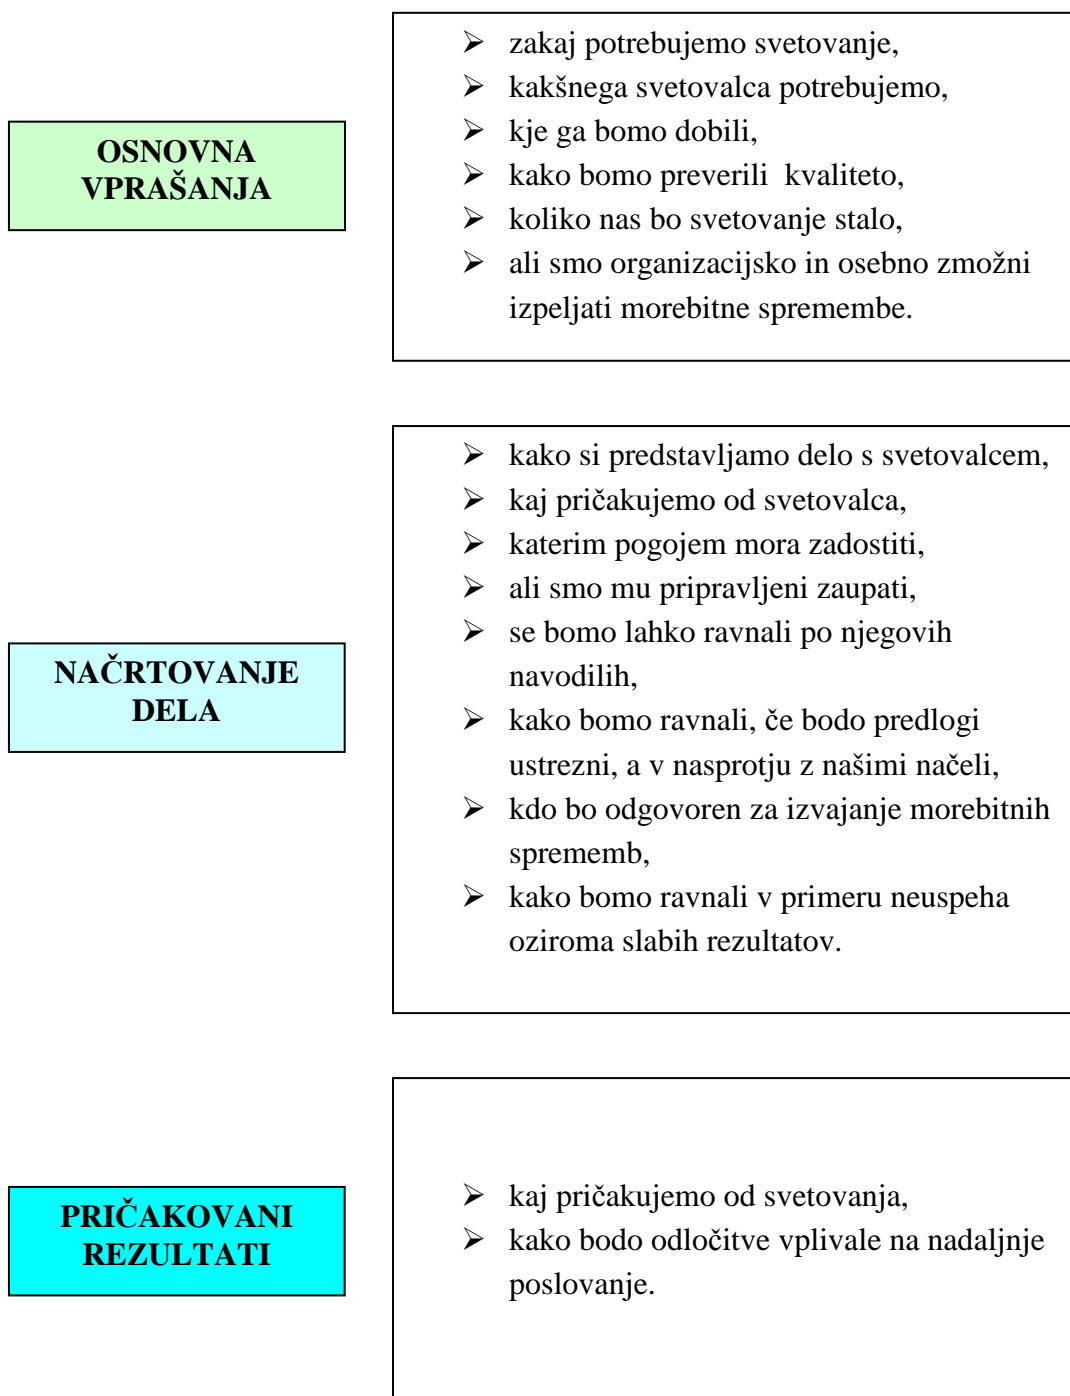 OSNOVNA
VPRAŠANJA
➢ zakaj potrebujemo svetovanje,
➢ kakšnega svetovalca potrebujemo,
➢ kje ga bomo dobili,
➢ kako bomo preverili  kvaliteto,
➢ koliko nas bo svetovanje stalo,
➢ ali smo organizacijsko in osebno zmožni
izpeljati morebitne spremembe.
NAČRTOVANJE
DELA
➢ kako si predstavljamo delo s svetovalcem,
➢ kaj pričakujemo od svetovalca,
➢ katerim pogojem mora zadostiti,
➢ ali smo mu pripravljeni zaupati,
➢ se bomo lahko ravnali po njegovih
navodilih,
➢ kako bomo ravnali, če bodo predlogi
ustrezni, a v nasprotju z našimi načeli,
➢ kdo bo odgovoren za izvajanje morebitnih
sprememb,
➢ kako bomo ravnali v primeru neuspeha
oziroma slabih rezultatov.
PRIČAKOVANI
REZULTATI
➢ kaj pričakujemo od svetovanja,
➢ kako bodo odločitve vplivale na nadaljnje
poslovanje.